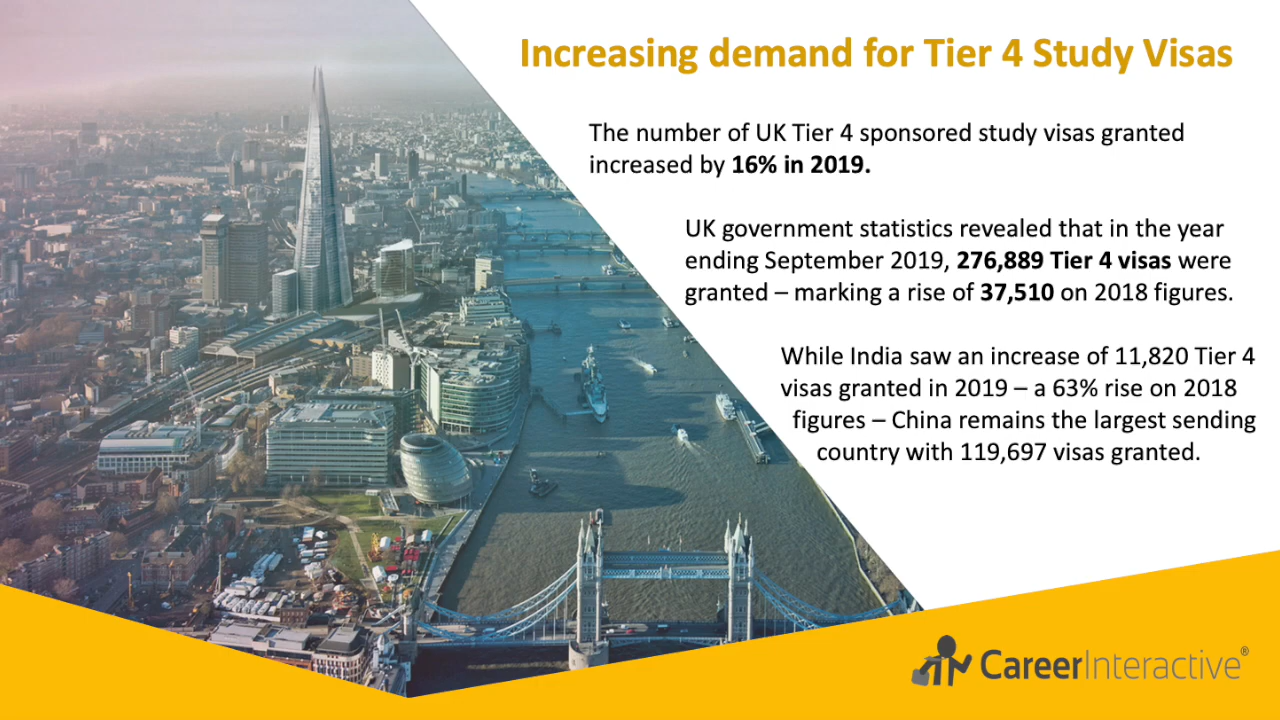 Increasing demand for Tier 4 Study Visas
The number of UK Tier 4 sponsored study visas granted
increased by 16% in 2019.
UK government statistics revealed that in the year
ending September 2019, 276,889 Tier 4 visas were
granted – marking a rise of 37,510 on 2018 figures.
While India saw an increase of 11,820 Tier 4
visas granted in 2019 – a 63% rise on 2018
figures – China remains the largest sending
country with 119,697 visas granted.
CareerInteractive®